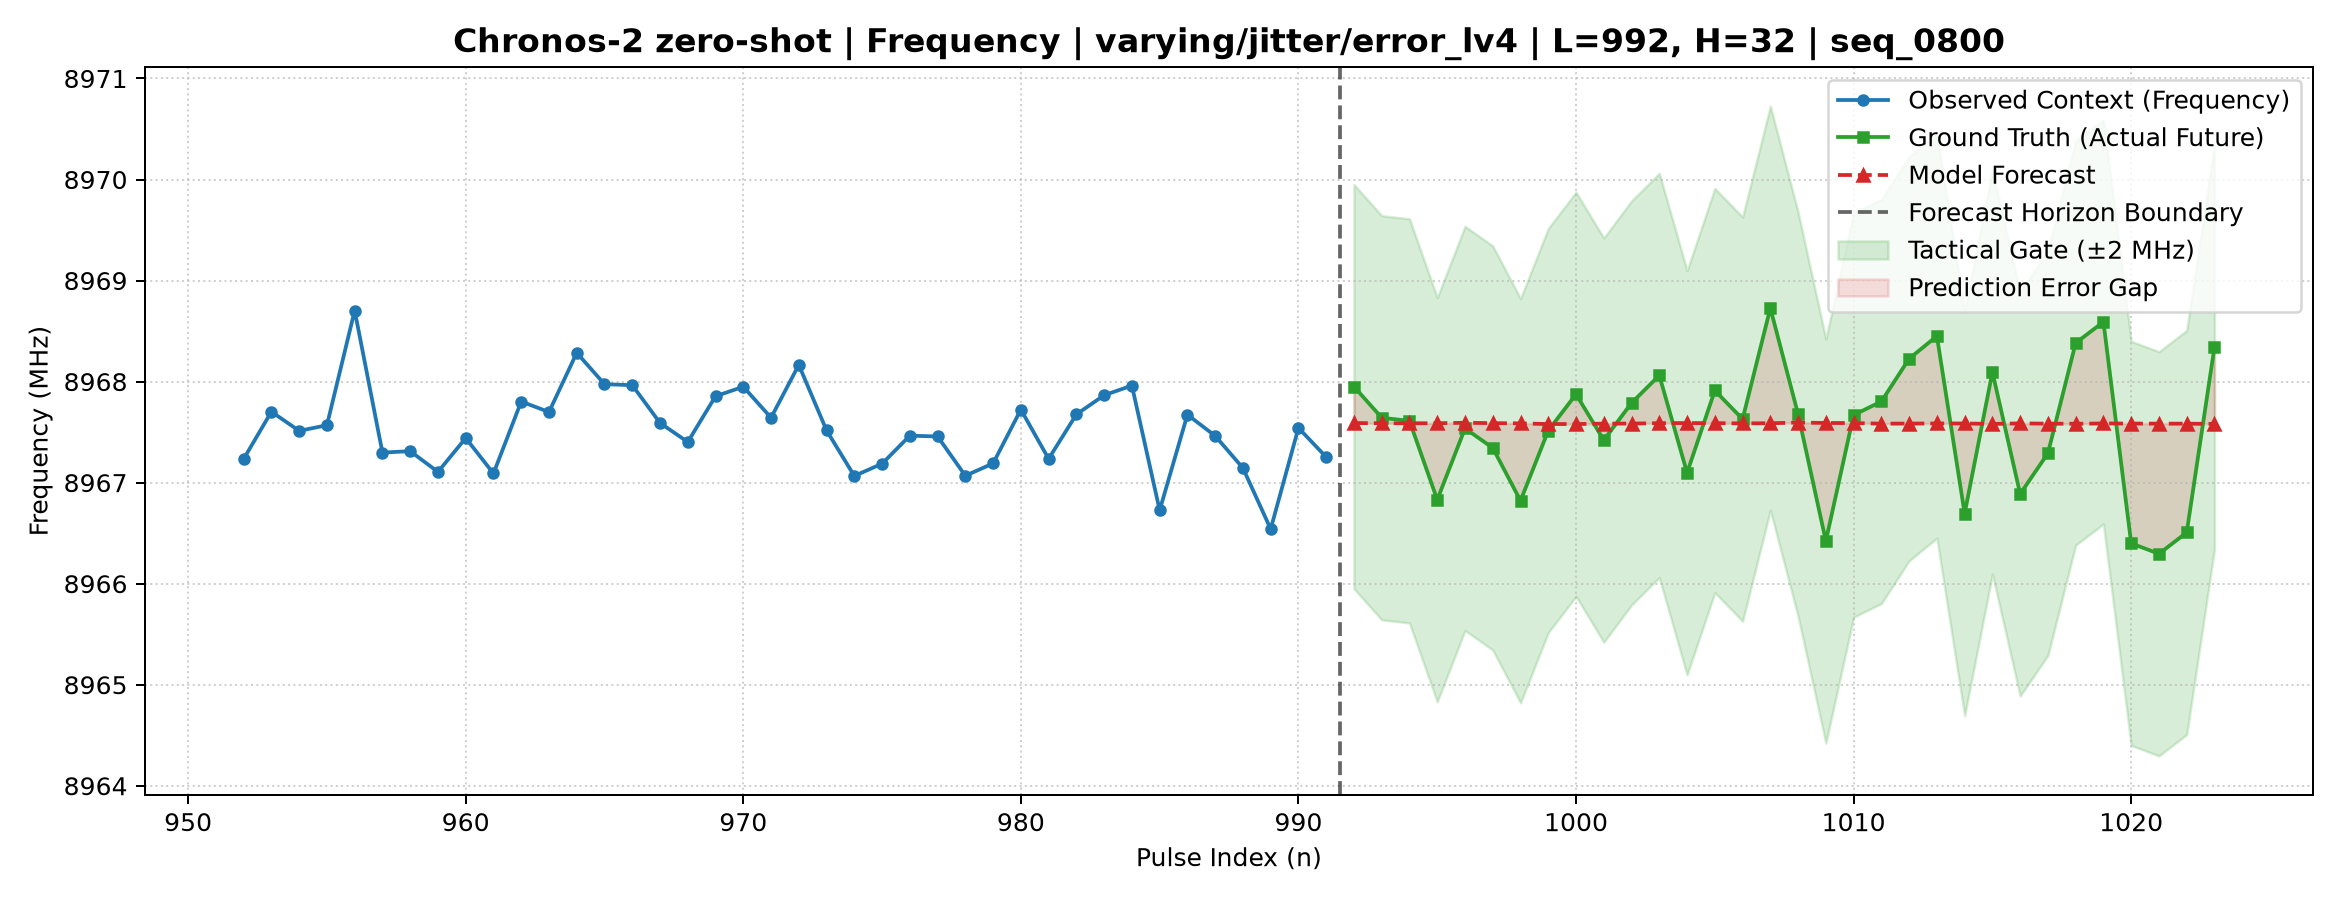 Chronos-2 zero-shot | Frequency | varying/jitter/error_lv4 | L=992, H=32 | seq_0800
Frequency (MHz)
8971
8970
8969
8968
8967
8966
8965
8964
Observed Context (Frequency)
Ground Truth (Actual Future)
Model Forecast
Forecast Horizon Boundary
Tactical Gate (±2 MHz)
Prediction Error Gap
950 960 970 980 990 1000 1010 1020
Pulse Index (n)